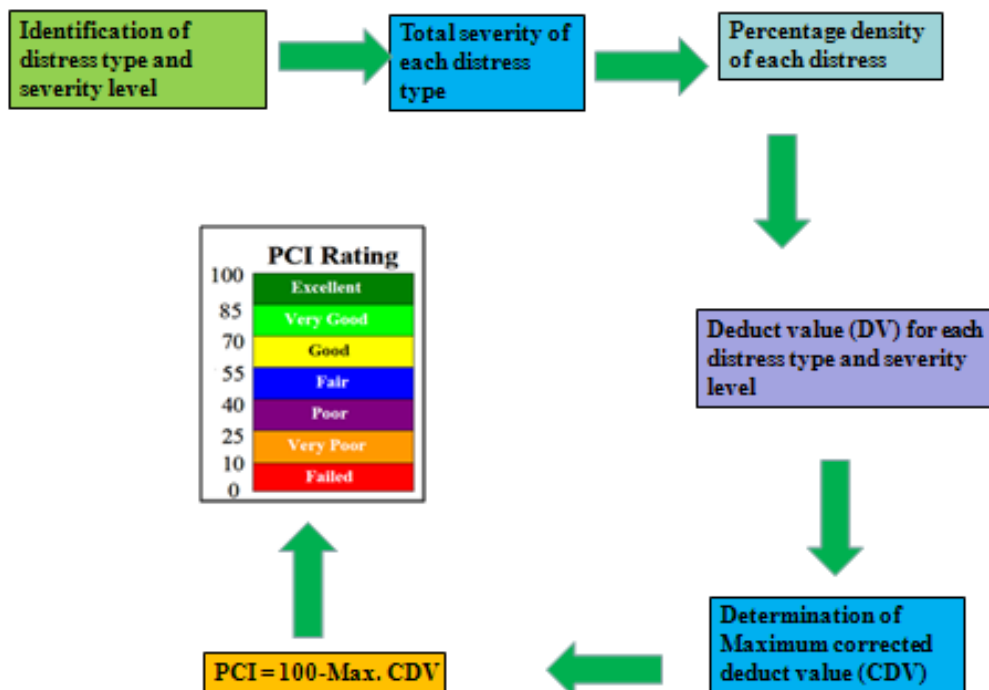 Identification of
distress type and
severity level
Total severity of
each distress
type
Percentage density
of each distress
Deduct value (DV) for each
distress type and severity
level
Determination of
Maximum corrected
deduct value (CDV)
PCI = 100-Max. CDV
PCI Rating
100
Excellent
85
Very Good
70
Good
55
Fair
40
Poor
25
Very Poor
10
Failed
0